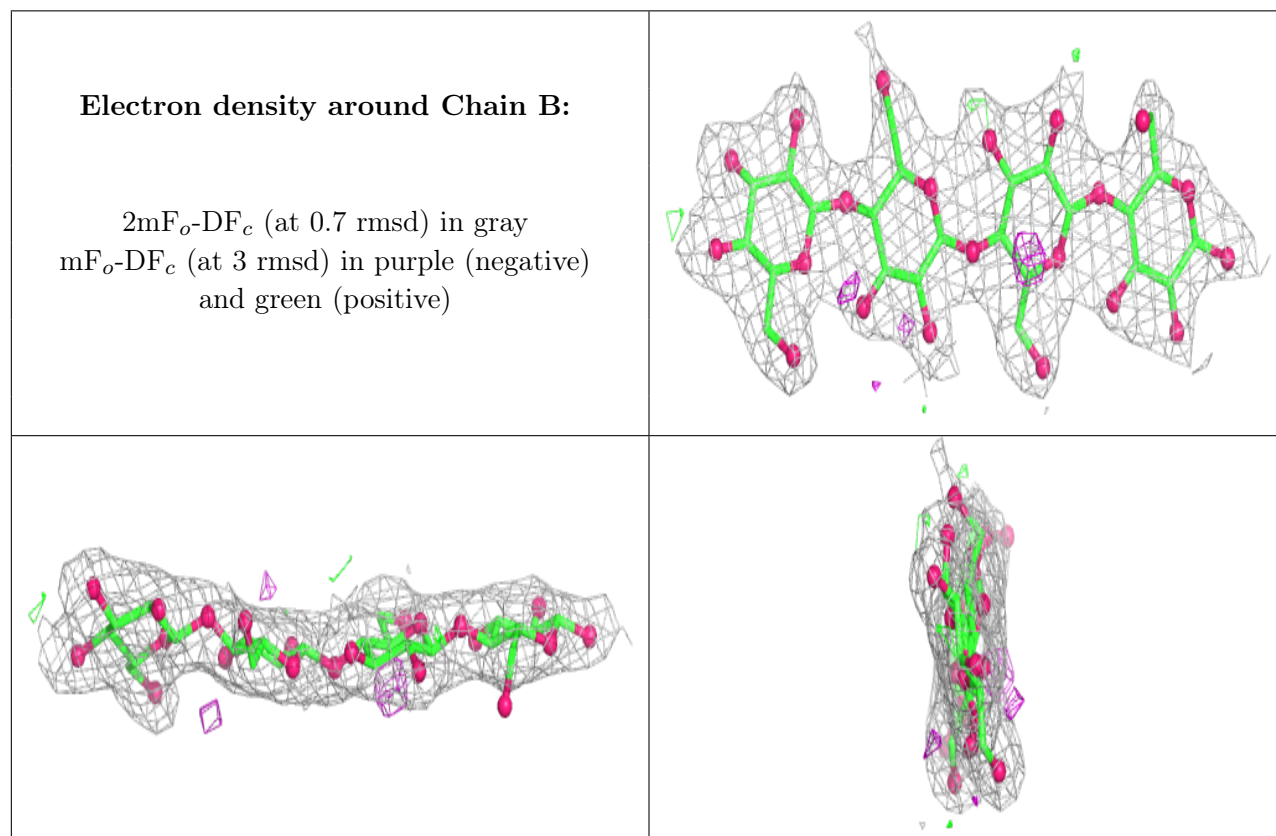 Electron density around Chain B:
2mFo-DFc (at 0.7 rmsd) in gray
mFo-DFc (at 3 rmsd) in purple (negative)
and green (positive)